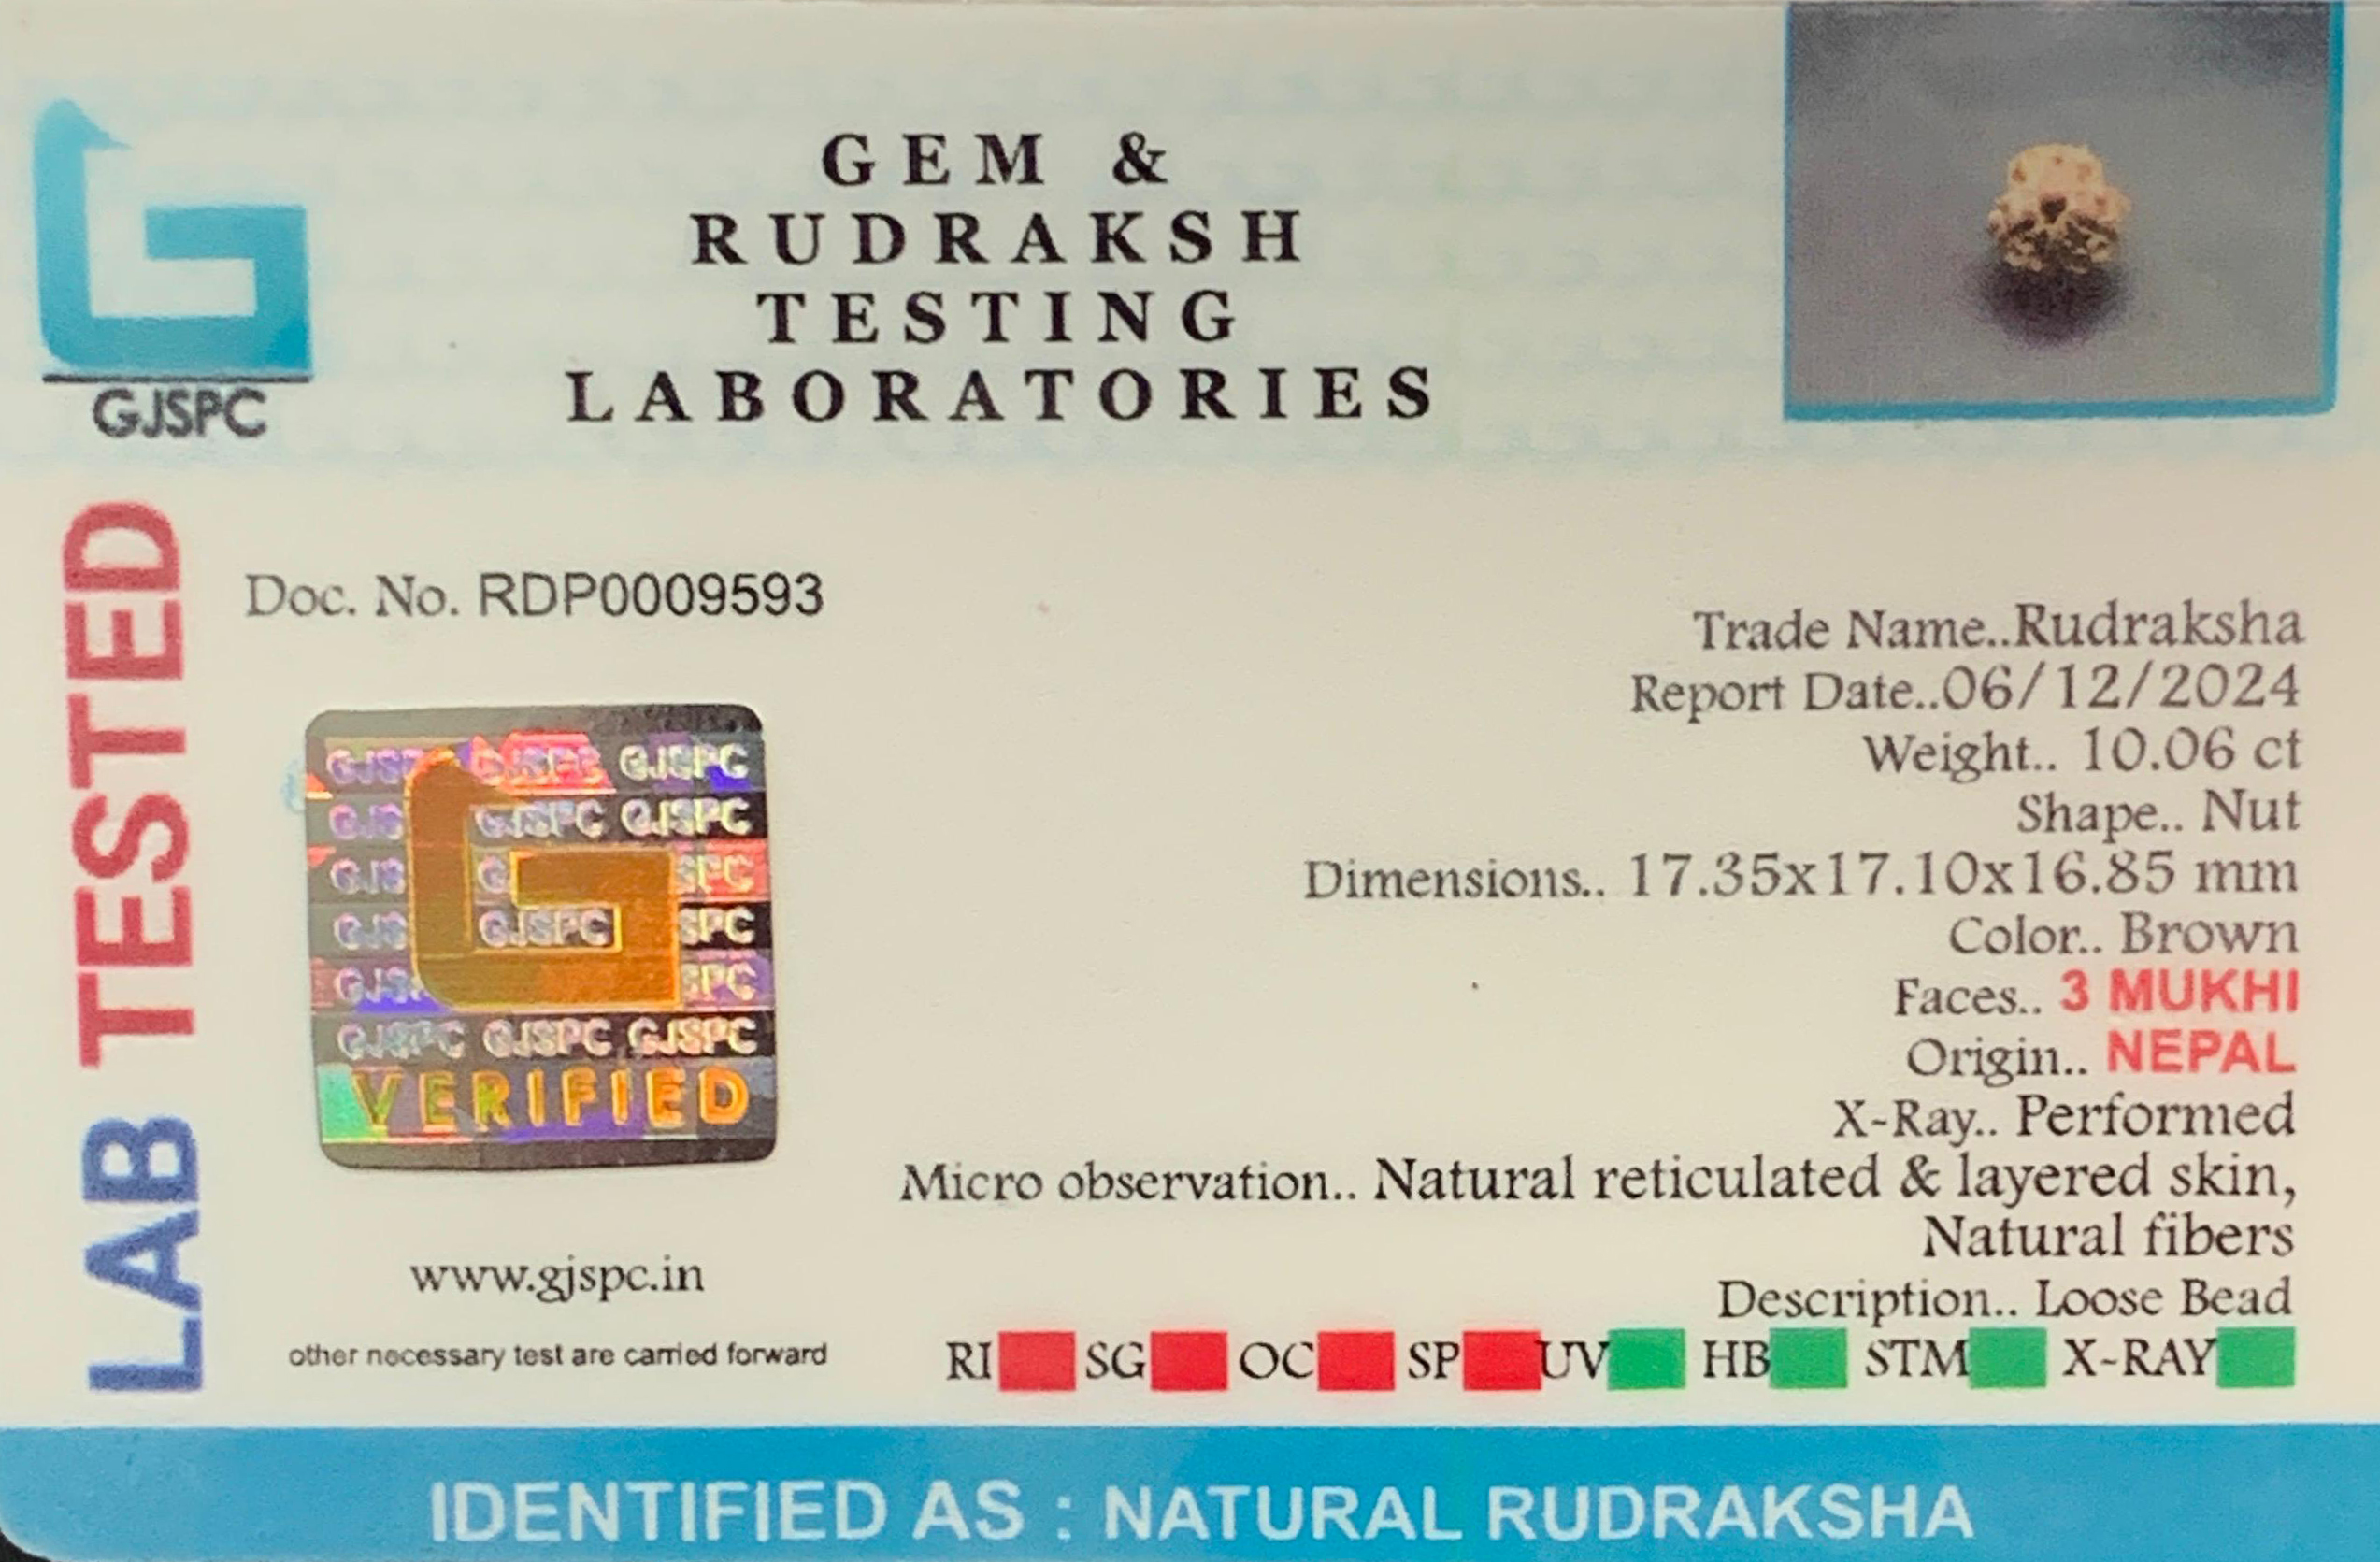 GEM &
RUDRAKSH
TESTING
LABORATORIES
GJSPC
LAB TESTED
Doc. No. RDP0009593
Trade Name..Rudraksha
Report Date..06/12/2024
Weight.. 10.06 ct
Shape.. Nut
Dimensions.. 17.35x17.10x16.85 mm
Color.. Brown
Faces.. 3 MUKHI
Origin.. NEPAL
X-Ray.. Performed
Micro observation.. Natural reticulated & layered skin,
Natural fibers
Description.. Loose Bead
GJSPC GJSPC GJSPC
GJSPC GJSPC
GJSPC
GJSPC GJSPC GJSPC
VERIFIED
www.gjspc.in
other necessary test are carried forward
RI SG OC SP UV HB STM X-RAY
IDENTIFIED AS : NATURAL RUDRAKSHA